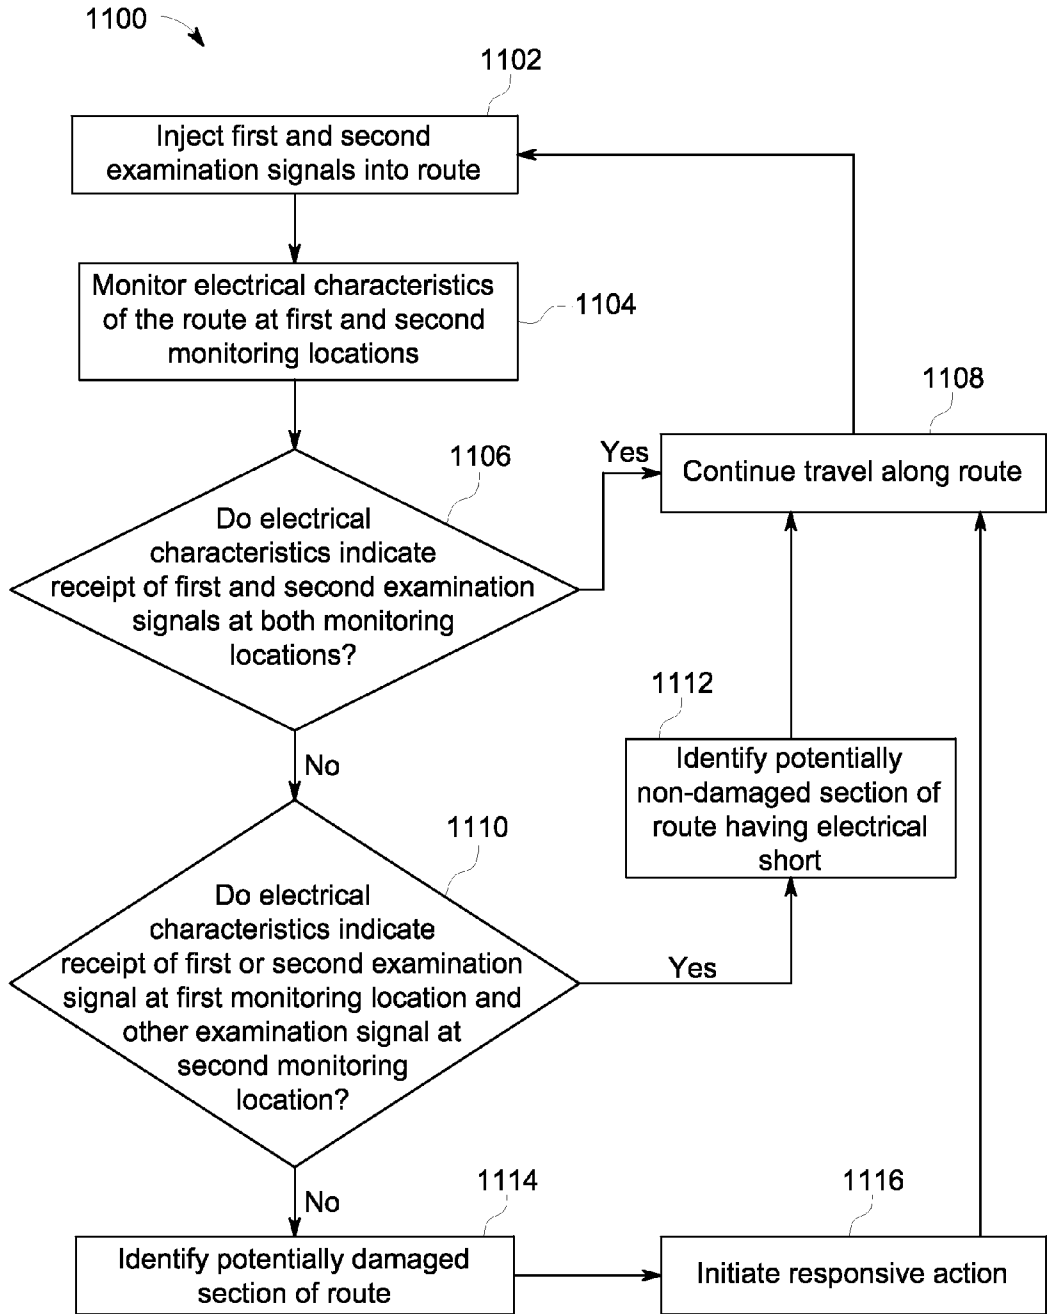 1100
1102
Inject first and second
examination signals into route
Monitor electrical characteristics
of the route at first and second
monitoring locations
1104
1106
Do electrical
characteristics indicate
receipt of first and second examination
signals at both monitoring
locations?
Yes
1108
Continue travel along route
No
1110
Do electrical
characteristics indicate
receipt of first or second examination
signal at first monitoring location and
other examination signal at
second monitoring
location?
Yes
1112
Identify potentially
non-damaged section of
route having electrical
short
No
1114
Identify potentially damaged
section of route
1116
Initiate responsive action